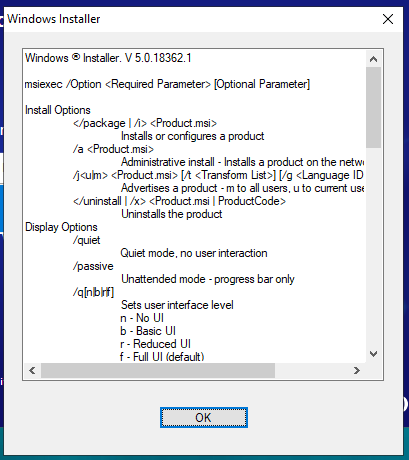 Windows Installer
Windows ® Installer. V 5.0.18362.1
msiexec /Option <Required Parameter> [Optional Parameter]
Install Options
</package | /i> <Product.msi>
Installs or configures a product
/a <Product.msi>
Administrative install - Installs a product on the netw
/j<u|m> <Product.msi> [/t <Transform List>] [/g <Language ID
Advertises a product - m to all users, u to current use
</uninstall | /x> <Product.msi | ProductCode>
Uninstalls the product
Display Options
/quiet
Quiet mode, no user interaction
/passive
Unattended mode - progress bar only
/q[n|b|r|f]
Sets user interface level
n - No UI
b - Basic UI
r - Reduced UI
f - Full UI (default)
OK